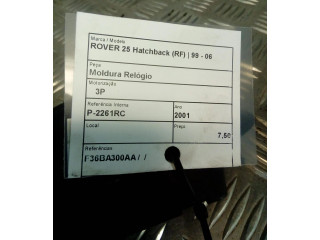 Marca / Modelo
ROVER 25 Hatchback (RF) | 99 - 06
Peça
Moldura Relógio
Motorização
3P
Referência Interna
Ano
P-2261RC
2001
Local
Preço
7,50
Referências
F36BA300AA / /